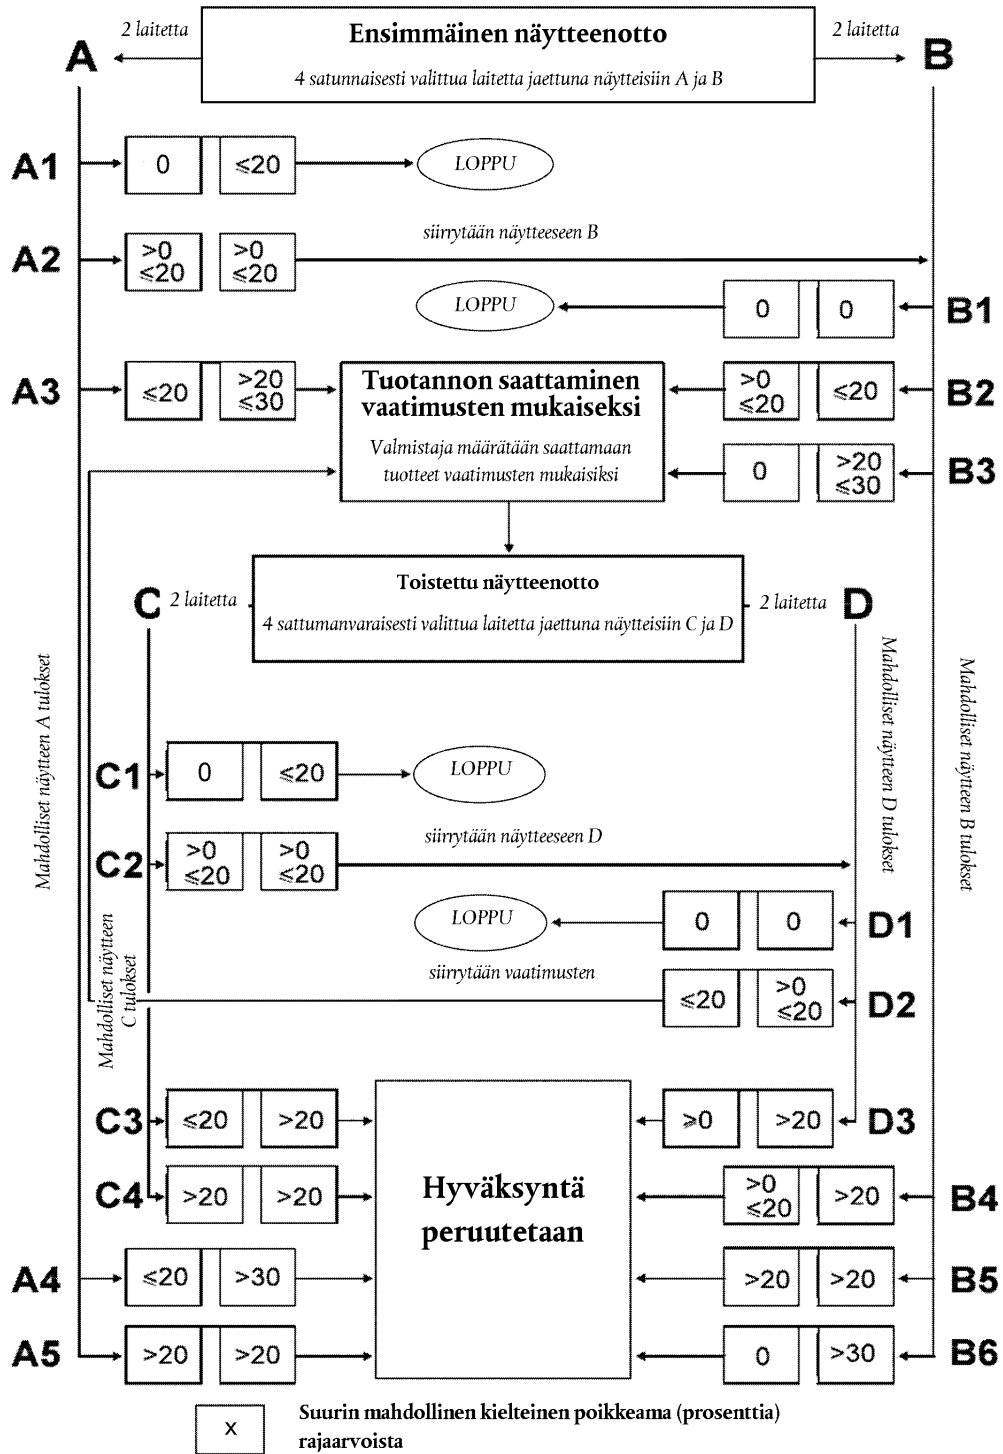 Ensimmäinen näytteenotto
4 satunnaisesti valittua laitetta jaettuna näytteisiin A ja B
2 laitetta
2 laitetta
A
B
A1
0
≤20
LOPPU
A2
>0
≤20
>0
≤20
siirrytään näytteeseen B
LOPPU
0
0
B1
A3
≤20
>20
≤30
Tuotannon saattaminen
vaatimusten mukaiseksi
Valmistaja määrätään saattamaan
tuotteet vaatimusten mukaisiksi
>0
≤20
≤20
B2
0
>20
≤30
B3
Toistettu näytteenotto
4 sattumanvaraisesti valittua laitetta jaettuna näytteisiin C ja D
C
2 laitetta
2 laitetta
D
Mahdolliset näytteen A tulokset
Mahdolliset näytteen D tulokset
Mahdolliset näytteen B tulokset
C1
0
≤20
LOPPU
C2
>0
≤20
>0
≤20
siirrytään näytteeseen D
LOPPU
0
0
D1
Mahdolliset näytteen
C tulokset
siirrytään vaatimusten
≤20
>0
≤20
D2
C3
≤20
>20
≥0
>20
D3
Hyväksyntä
peruutetaan
C4
>20
>20
>0
≤20
>20
B4
A4
≤20
>30
>20
>20
B5
A5
>20
>20
0
>30
B6
x
Suurin mahdollinen kielteinen poikkeama (prosenttia)
rajaarvoista